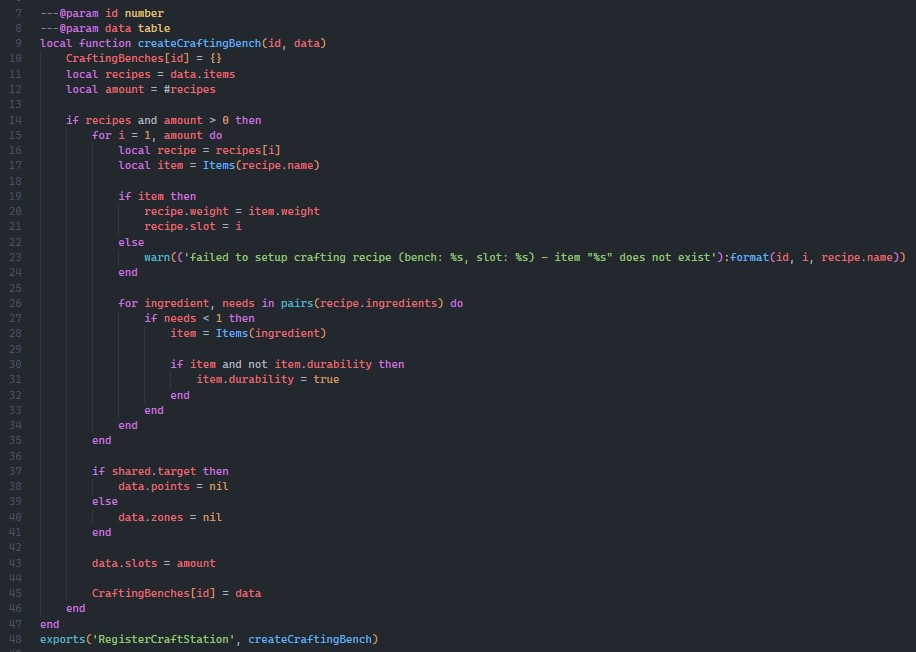 7 ---@param id number
8 ---@param data table
9 local function createCraftingBench(id, data)
10     CraftingBenches[id] = {}
11     local recipes = data.items
12     local amount = #recipes
13
14     if recipes and amount > 0 then
15         for i = 1, amount do
16             local recipe = recipes[i]
17             local item = Items(recipe.name)
18
19             if item then
20                 recipe.weight = item.weight
21                 recipe.slot = i
22             else
23                 warn(('failed to setup crafting recipe (bench: %s, slot: %s) - item "%s" does not exist'):format(id, i, recipe.name))
24             end
25
26             for ingredient, needs in pairs(recipe.ingredients) do
27                 if needs < 1 then
28                     item = Items(ingredient)
29
30                     if item and not item.durability then
31                         item.durability = true
32                     end
33                 end
34             end
35         end
36
37         if shared.target then
38             data.points = nil
39         else
40             data.zones = nil
41         end
42
43         data.slots = amount
44
45         CraftingBenches[id] = data
46     end
47 end
48 exports('RegisterCraftStation', createCraftingBench)